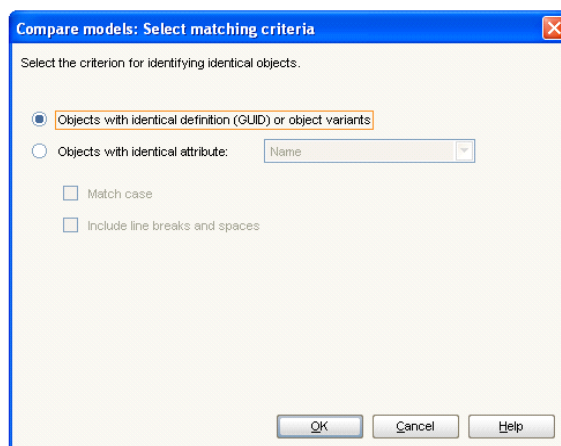 Compare models: Select matching criteria
Select the criterion for identifying identical objects.
Objects with identical definition (GUID) or object variants
Objects with identical attribute: Name
Match case
Include line breaks and spaces
OK Cancel Help